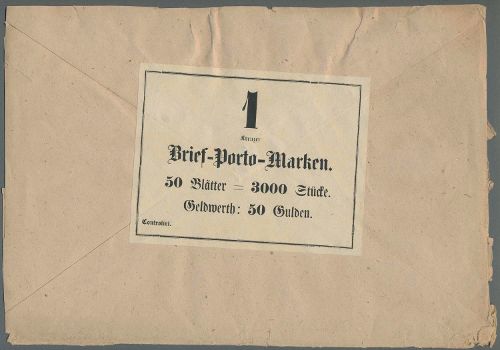 1
Kreuzer
Brief-Porto-Marken.
50 Blätter = 3000 Stücke.
Geldwerth: 50 Gulden.
Controlirt.